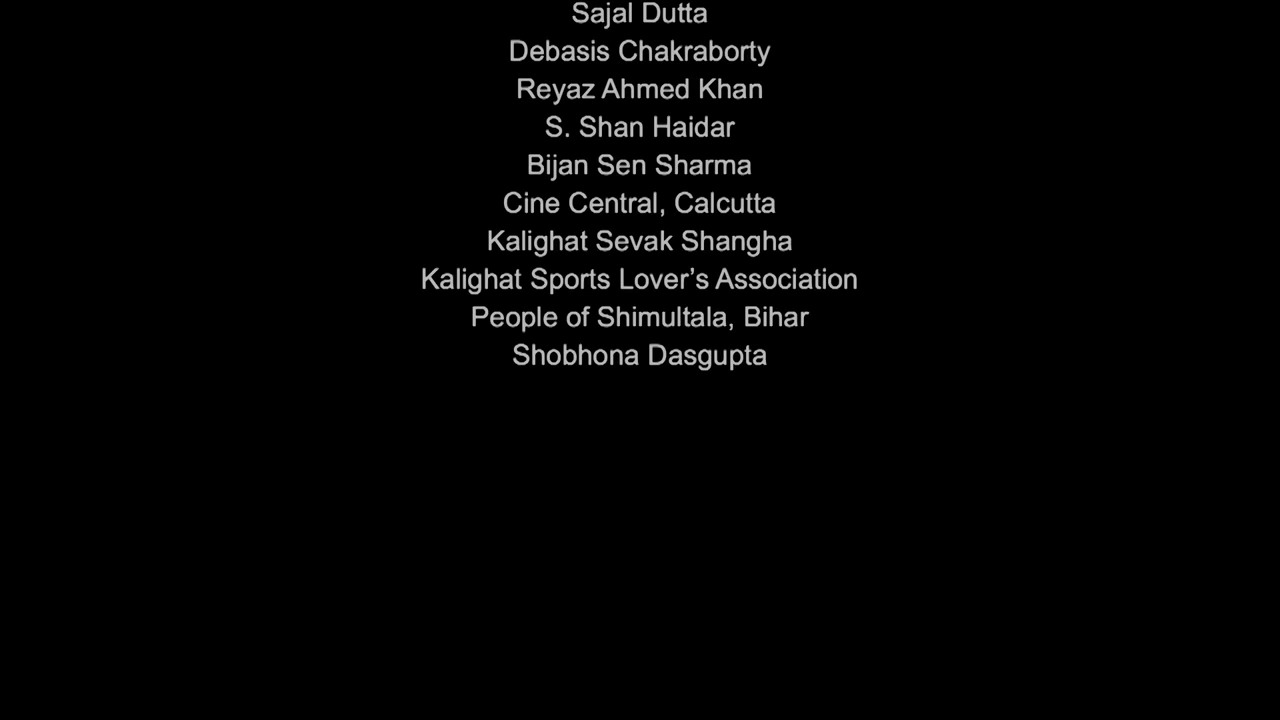 Sajal Dutta
Debasis Chakraborty
Reyaz Ahmed Khan
S. Shan Haidar
Bijan Sen Sharma
Cine Central, Calcutta
Kalighat Sevak Shangha
Kalighat Sports Lover’s Association
People of Shimultala, Bihar
Shobhona Dasgupta